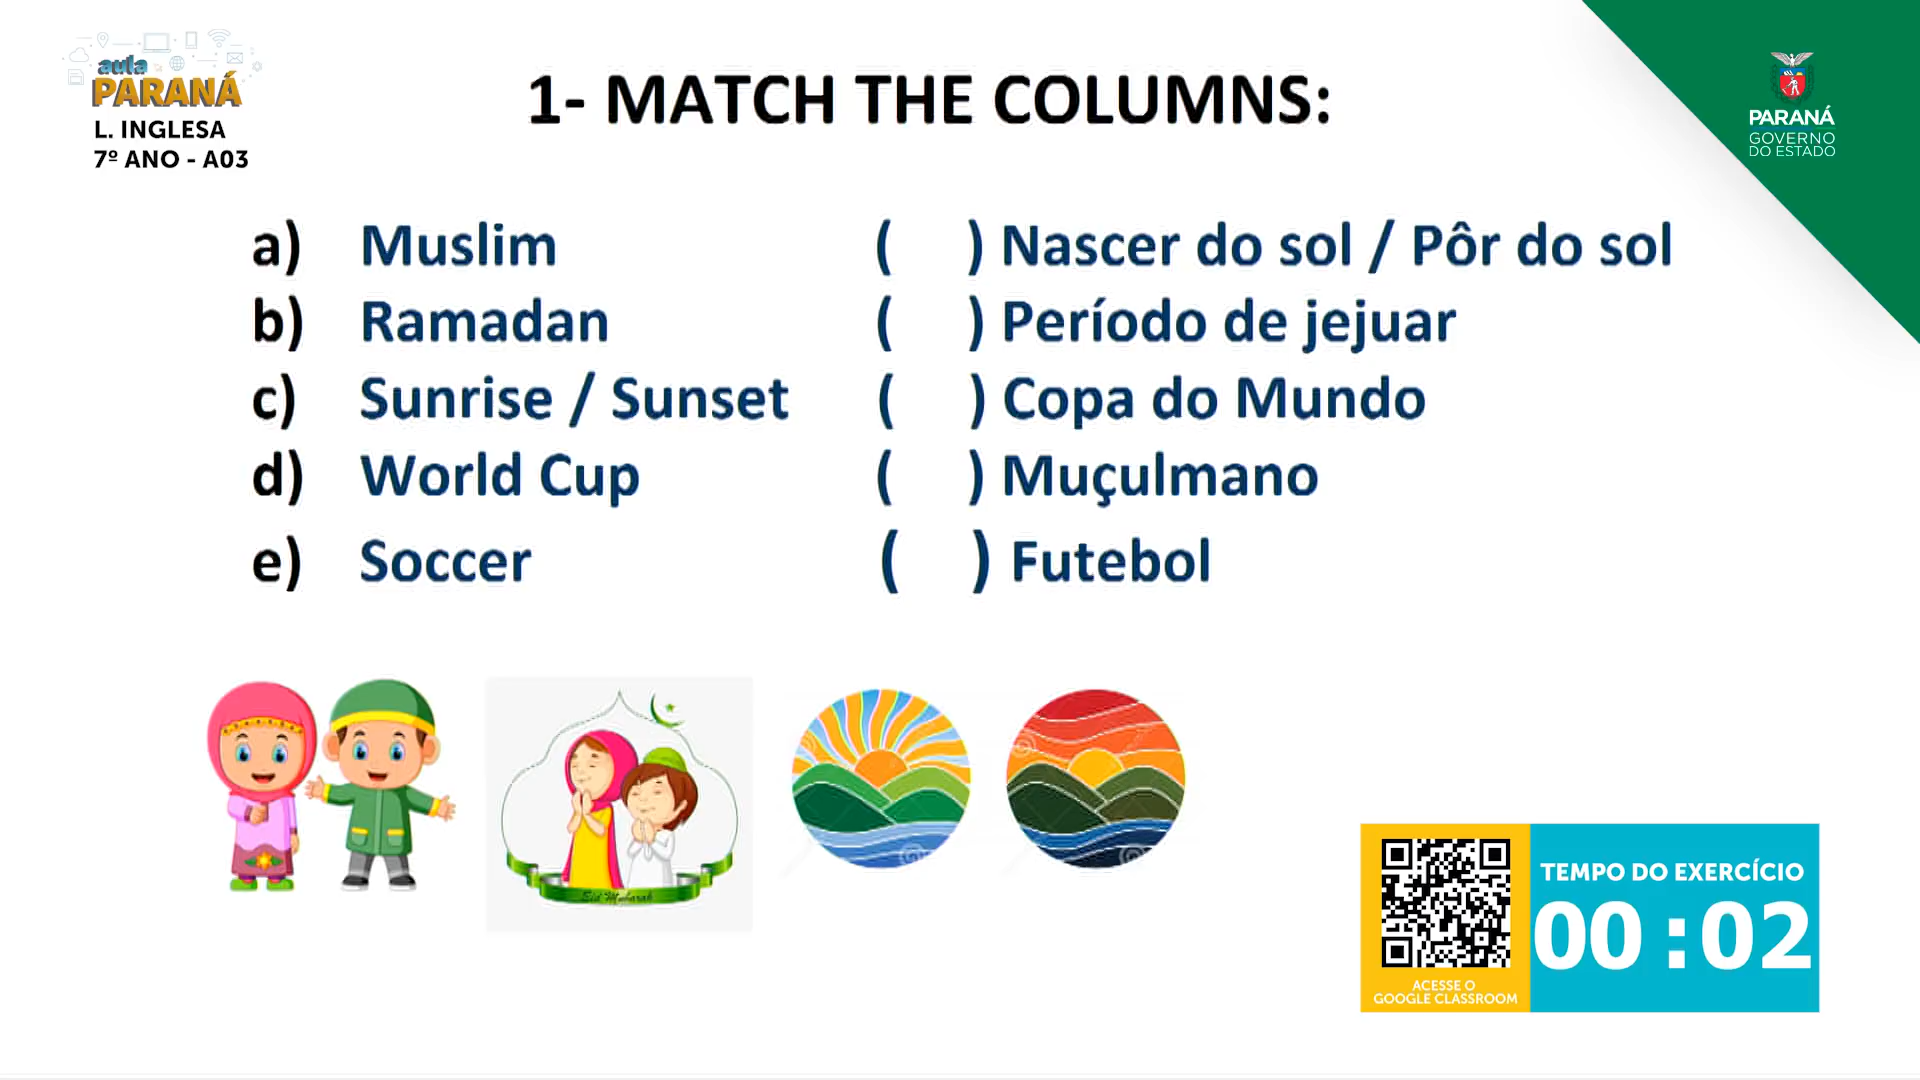 aula
PARANÁ
L. INGLESA
7º ANO - A03
1- MATCH THE COLUMNS:
PARANÁ
GOVERNO
DO ESTADO
a) Muslim ( ) Nascer do sol / Pôr do sol
b) Ramadan ( ) Período de jejuar
c) Sunrise / Sunset ( ) Copa do Mundo
d) World Cup ( ) Muçulmano
e) Soccer ( ) Futebol
Eid Mubarak
TEMPO DO EXERCÍCIO
00:02
ACESSE O
GOOGLE CLASSROOM